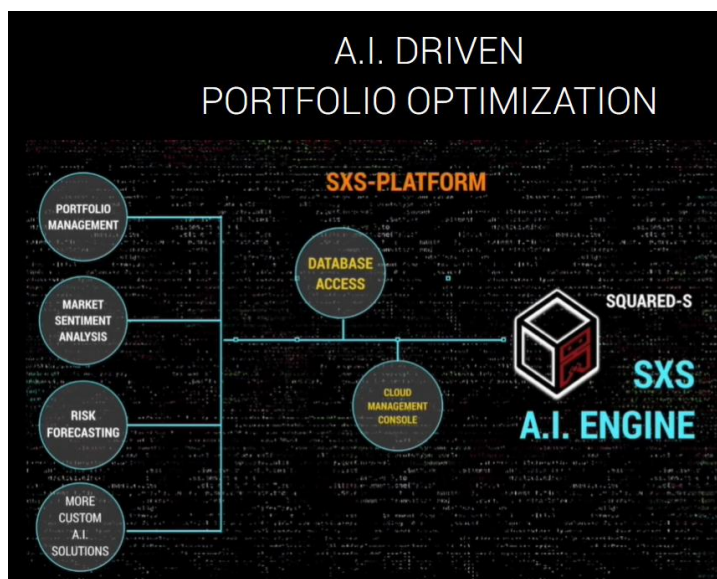 A.I. DRIVEN
PORTFOLIO OPTIMIZATION
SXS-PLATFORM
PORTFOLIO
MANAGEMENT
MARKET
SENTIMENT
ANALYSIS
RISK
FORECASTING
MORE
CUSTOM
A.I.
SOLUTIONS
DATABASE
ACCESS
CLOUD
MANAGEMENT
CONSOLE
SQUARED-S
SXS
A.I. ENGINE